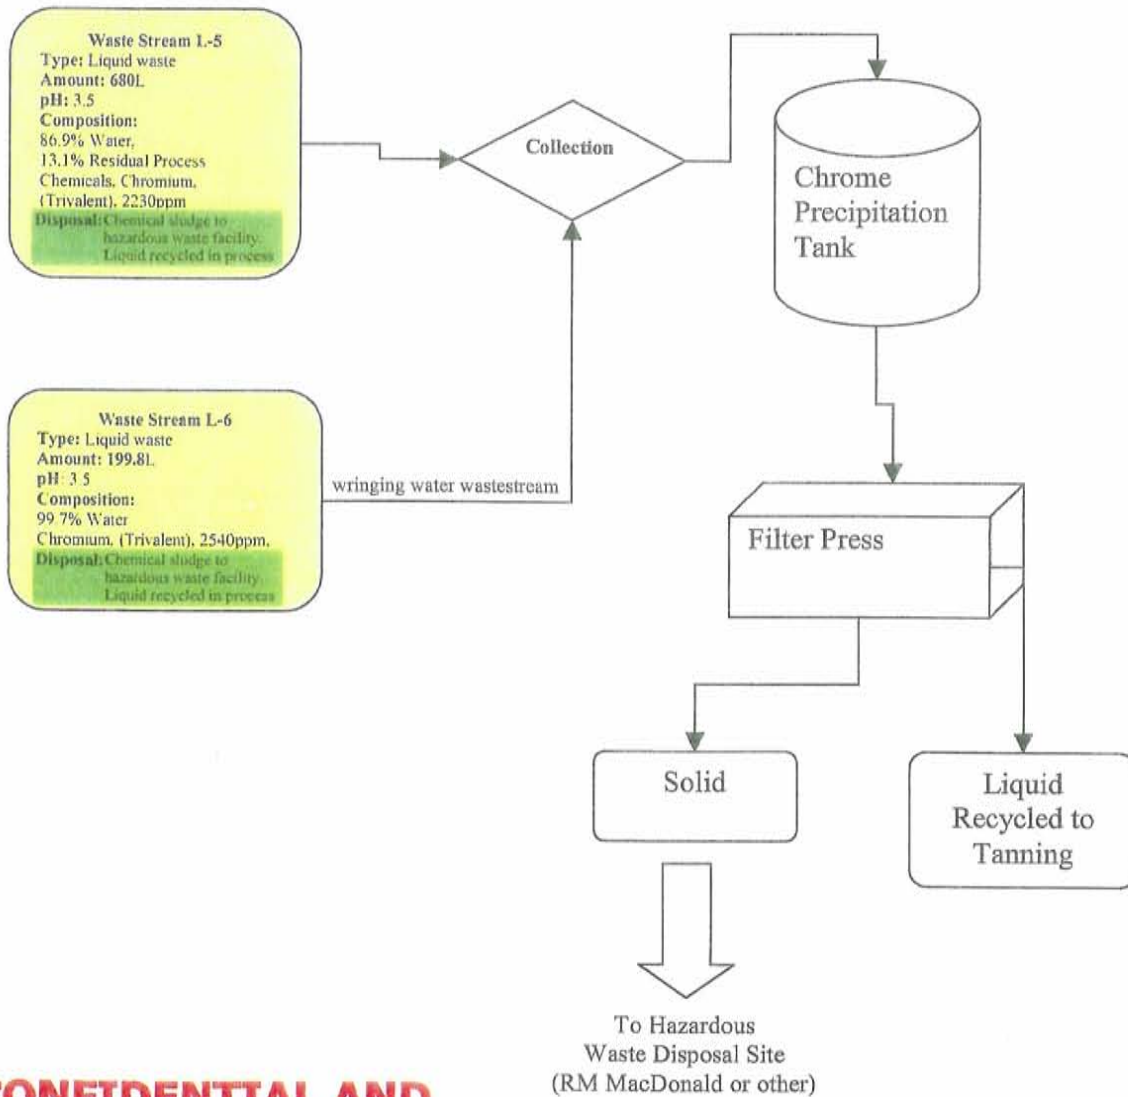 Waste Stream L-5
Type: Liquid waste
Amount: 680L
pH: 3.5
Composition:
86.9% Water,
13.1% Residual Process
Chemicals, Chromium,
(Trivalent), 2230ppm
Disposal: Chemical sludge to
hazardous waste facility.
Liquid recycled in process
Collection
Chrome
Precipitation
Tank
Waste Stream L-6
Type: Liquid waste
Amount: 199.8L
pH: 3.5
Composition:
99.7% Water
Chromium, (Trivalent), 2540ppm,
Disposal: Chemical sludge to
hazardous waste facility.
Liquid recycled in process
wringing water wastestream
Filter Press
Solid
Liquid
Recycled to
Tanning
To Hazardous
Waste Disposal Site
(RM MacDonald or other)
CONFIDENTIAL AND